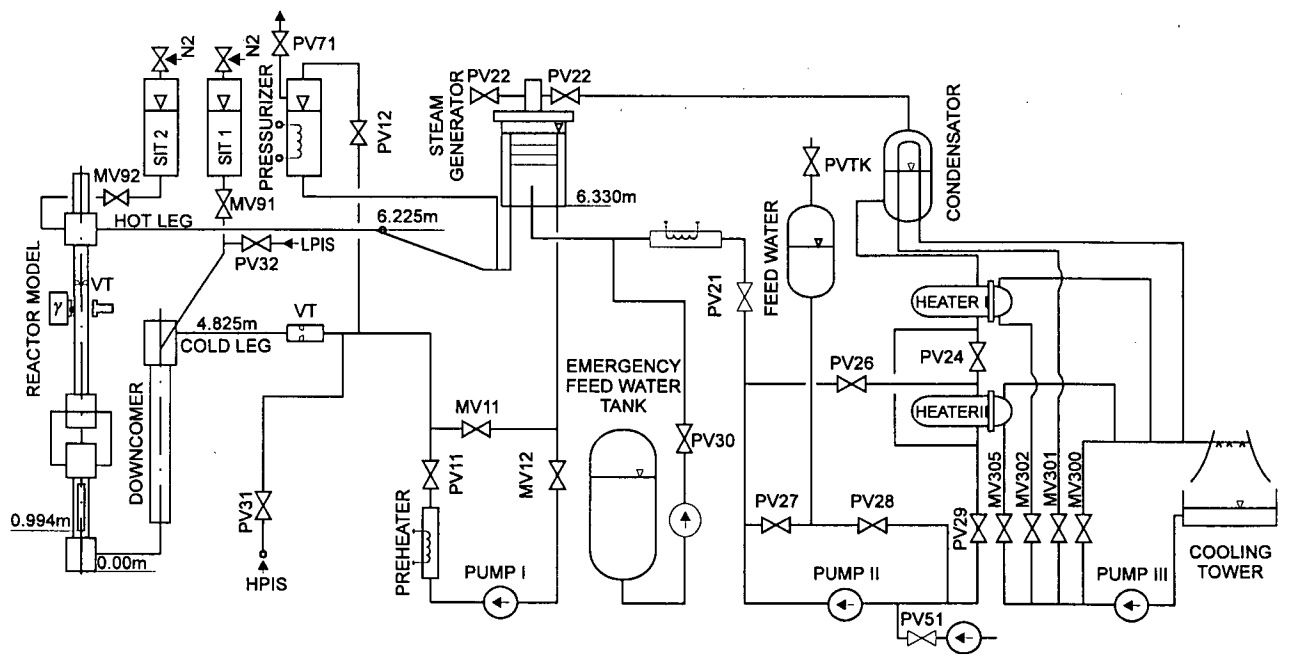 N2
N2
PV71
SIT 2
SIT 1
PRESSURIZER
PV12
STEAM
GENERATOR
PV22
PV22
PVTK
CONDENSATOR
MV92
MV91
HOT LEG
6.225m
6.330m
PV32
LPIS
REACTOR MODEL
VT
γ
FEED WATER
PV21
HEATER I
4.825m
VT
COLD LEG
PV24
PV26
EMERGENCY
FEED WATER
TANK
HEATER II
DOWNCOMER
MV11
PV30
PV11
MV12
MV305
MV302
MV301
MV300
PV31
PREHEATER
PV27
PV28
PV29
0.994m
0.00m
HPIS
PUMP I
PUMP II
PUMP III
COOLING
TOWER
PV51